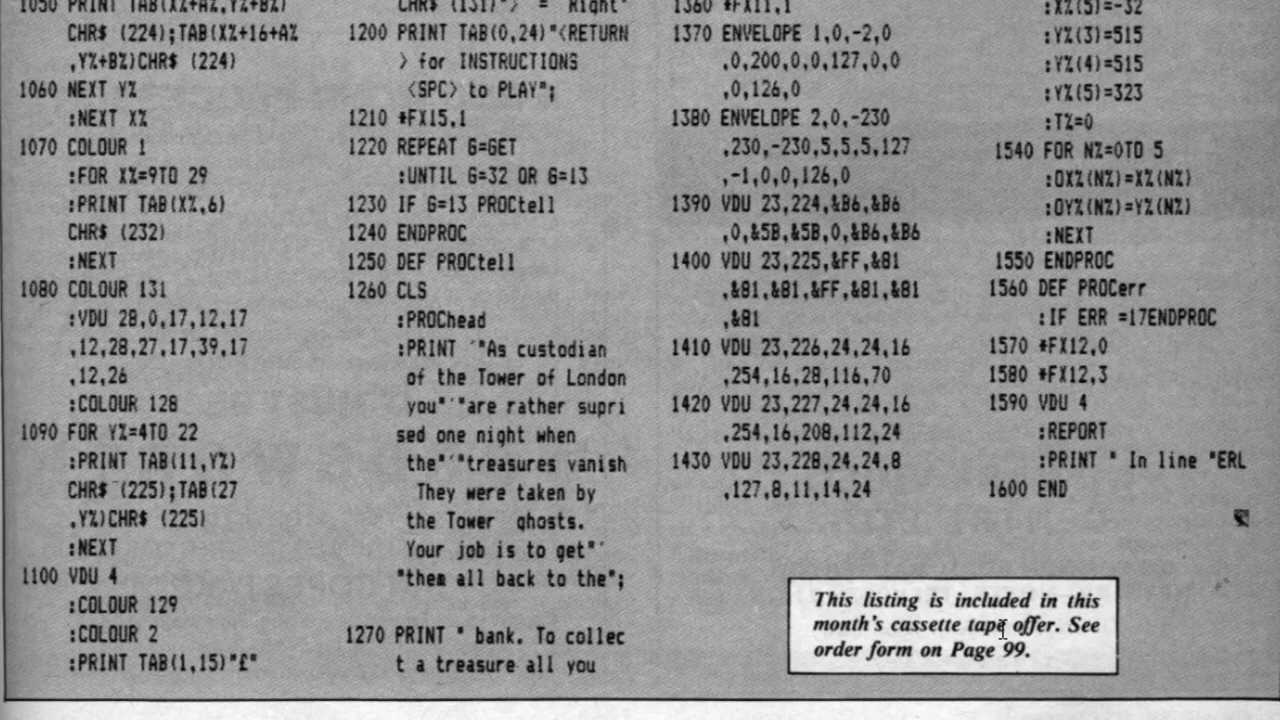 1050 PRINT TAB(X%+A%,Y%+B%)
CHR$ (224);TAB(X%+16+A%
,Y%+B%)CHR$ (224)
1060 NEXT Y%
:NEXT X%
1070 COLOUR 1
:FOR X%=9TO 29
:PRINT TAB(X%,6)
CHR$ (232)
:NEXT
1080 COLOUR 131
:VDU 28,0,17,12,17
,12,28,27,17,39,17
,12,26
:COLOUR 128
1090 FOR Y%=4TO 22
:PRINT TAB(11,Y%)
CHR$ (225);TAB(27
,Y%)CHR$ (225)
:NEXT
1100 VDU 4
:COLOUR 129
:COLOUR 2
:PRINT TAB(1,15)"£"
CHR$ (131)"> = Right"
1200 PRINT TAB(0,24)"<RETURN
> for INSTRUCTIONS
<SPC> to PLAY";
1210 *FX15,1
1220 REPEAT G=GET
:UNTIL G=32 OR G=13
1230 IF G=13 PROCtell
1240 ENDPROC
1250 DEF PROCtell
1260 CLS
:PROChead
:PRINT '"As custodian
of the Tower of London
you"'"are rather supri
sed one night when
the"'"treasures vanish
They were taken by
the Tower ghosts.
Your job is to get"'
"them all back to the";
1270 PRINT " bank. To collec
t a treasure all you
1360 *FX11,1
1370 ENVELOPE 1,0,-2,0
,0,200,0,0,127,0,0
,0,126,0
1380 ENVELOPE 2,0,-230
,230,-230,5,5,5,127
,-1,0,0,126,0
1390 VDU 23,224,&B6,&B6
,0,&5B,&5B,0,&B6,&B6
1400 VDU 23,225,&FF,&81
,&81,&81,&FF,&81,&81
,&81
1410 VDU 23,226,24,24,16
,254,16,28,116,70
1420 VDU 23,227,24,24,16
,254,16,208,112,24
1430 VDU 23,228,24,24,8
,127,8,11,14,24
:X%(5)=-32
:Y%(3)=515
:Y%(4)=515
:Y%(5)=323
:T%=0
1540 FOR N%=0TO 5
:OX%(N%)=X%(N%)
:OY%(N%)=Y%(N%)
:NEXT
1550 ENDPROC
1560 DEF PROCerr
:IF ERR =17ENDPROC
1570 *FX12,0
1580 *FX12,3
1590 VDU 4
:REPORT
:PRINT " In line "ERL
1600 END
This listing is included in this
month's cassette tape offer. See
order form on Page 99.